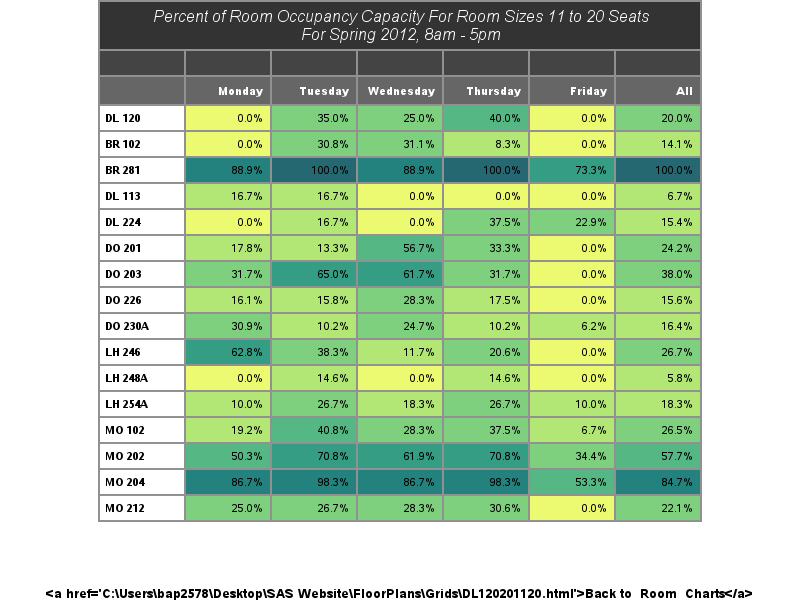 Percent of Room Occupancy Capacity For Room Sizes 11 to 20 Seats
For Spring 2012, 8am - 5pm
Monday Tuesday Wednesday Thursday Friday All
DL 120 0.0% 35.0% 25.0% 40.0% 0.0% 20.0%
BR 102 0.0% 30.8% 31.1% 8.3% 0.0% 14.1%
BR 281 88.9% 100.0% 88.9% 100.0% 73.3% 100.0%
DL 113 16.7% 16.7% 0.0% 0.0% 0.0% 6.7%
DL 224 0.0% 16.7% 0.0% 37.5% 22.9% 15.4%
DO 201 17.8% 13.3% 56.7% 33.3% 0.0% 24.2%
DO 203 31.7% 65.0% 61.7% 31.7% 0.0% 38.0%
DO 226 16.1% 15.8% 28.3% 17.5% 0.0% 15.6%
DO 230A 30.9% 10.2% 24.7% 10.2% 6.2% 16.4%
LH 246 62.8% 38.3% 11.7% 20.6% 0.0% 26.7%
LH 248A 0.0% 14.6% 0.0% 14.6% 0.0% 5.8%
LH 254A 10.0% 26.7% 18.3% 26.7% 10.0% 18.3%
MO 102 19.2% 40.8% 28.3% 37.5% 6.7% 26.5%
MO 202 50.3% 70.8% 61.9% 70.8% 34.4% 57.7%
MO 204 86.7% 98.3% 86.7% 98.3% 53.3% 84.7%
MO 212 25.0% 26.7% 28.3% 30.6% 0.0% 22.1%
<a href='C:\Users\bap2578\Desktop\SAS Website\FloorPlans\Grids\DL120201120.html'>Back to Room Charts</a>